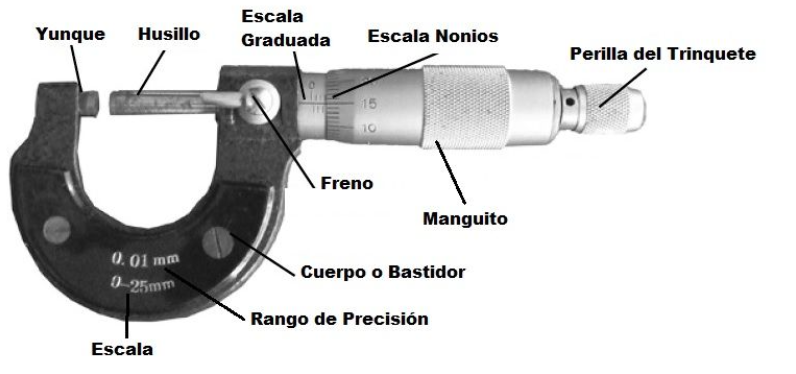 Escala
Graduada
Yunque
Husillo
Escala Nonios
Perilla del Trinquete
0
15
10
Freno
Manguito
0.01 mm
0-25mm
Cuerpo o Bastidor
Rango de Precisión
Escala